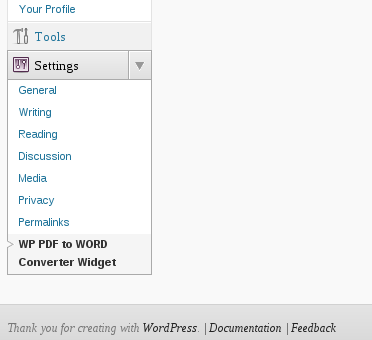 Your Profile
Tools
Settings
General
Writing
Reading
Discussion
Media
Privacy
Permalinks
WP PDF to WORD
Converter Widget
Thank you for creating with WordPress. | Documentation | Feedback